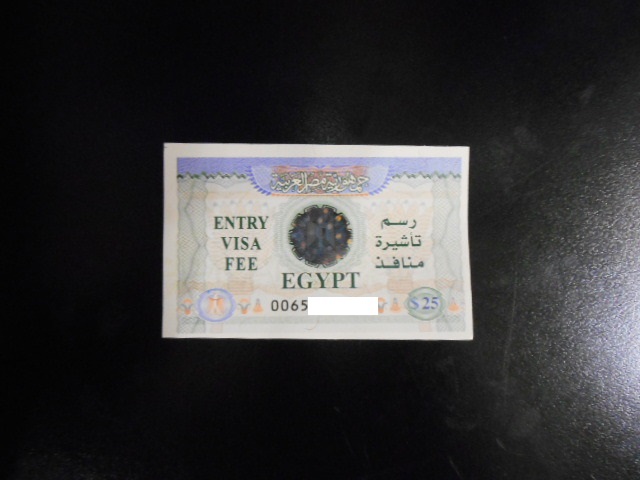 جمهورية مصر العربية
ENTRY
VISA
FEE
رسم
تأشيرة
منافذ
EGYPT
0065
$ 25